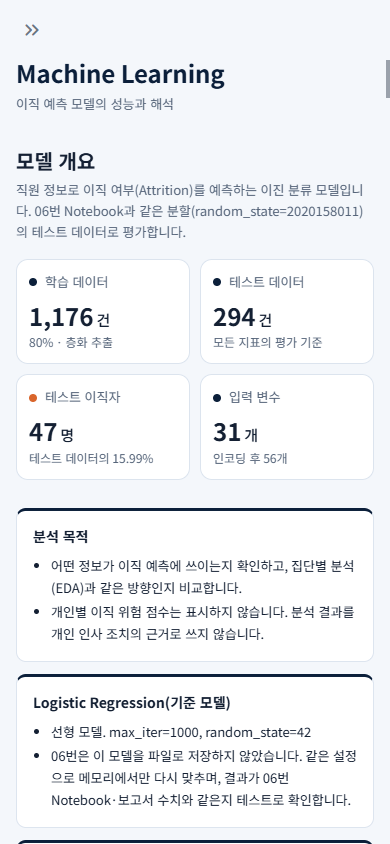 Machine Learning
이직 예측 모델의 성능과 해석
모델 개요
직원 정보로 이직 여부(Attrition)를 예측하는 이진 분류 모델입니
다. 06번 Notebook과 같은 분할(random_state=2020158011)
의 테스트 데이터로 평가합니다.
학습 데이터
1,176 건
80% · 층화 추출
테스트 데이터
294 건
모든 지표의 평가 기준
테스트 이직자
47 명
테스트 데이터의 15.99%
입력 변수
31 개
인코딩 후 56개
분석 목적
• 어떤 정보가 이직 예측에 쓰이는지 확인하고, 집단별 분석
(EDA)과 같은 방향인지 비교합니다.
• 개인별 이직 위험 점수는 표시하지 않습니다. 분석 결과를
개인 인사 조치의 근거로 쓰지 않습니다.
Logistic Regression(기준 모델)
• 선형 모델. max_iter=1000, random_state=42
• 06번은 이 모델을 파일로 저장하지 않았습니다. 같은 설정
으로 메모리에서만 다시 맞추며, 결과가 06번
Notebook·보고서 수치와 같은지 테스트로 확인합니다.